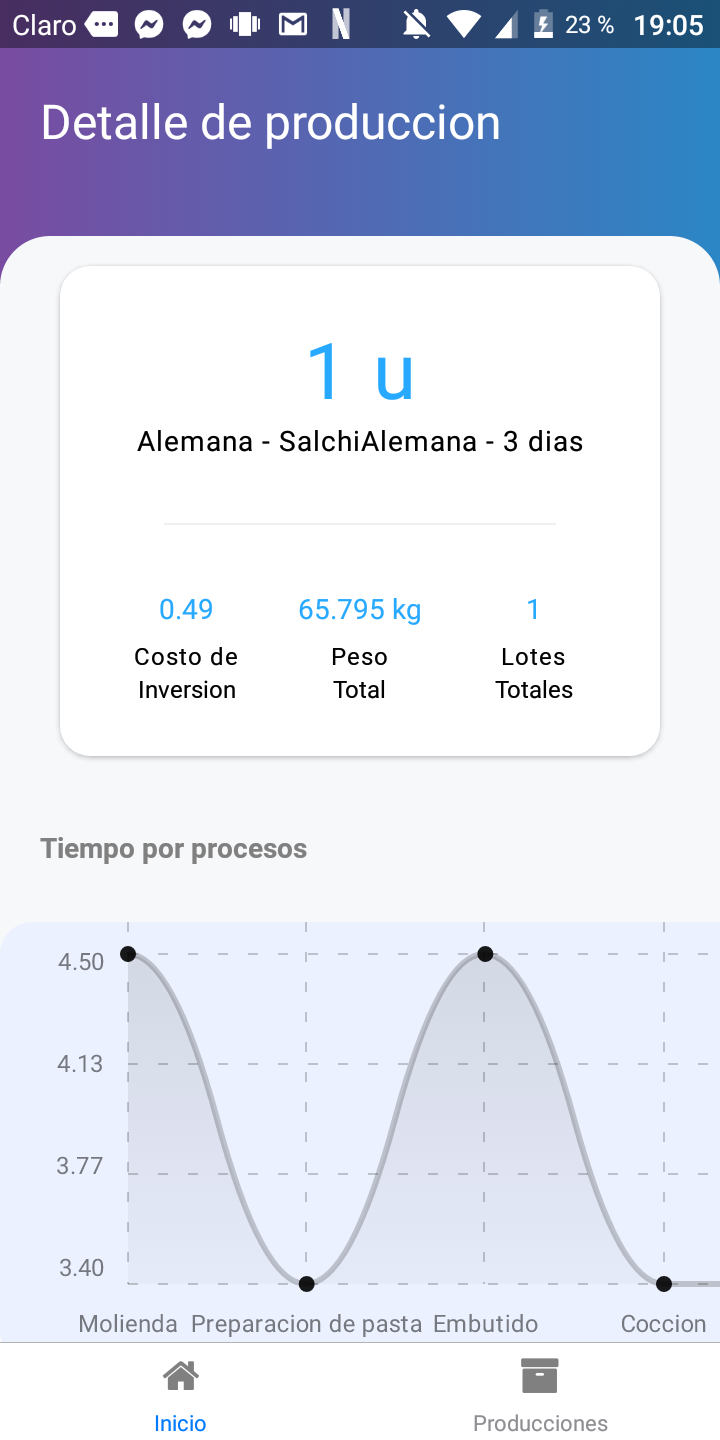 Claro 23 % 19:05
Detalle de produccion
1 u
Alemana - SalchiAlemana - 3 dias
0.49 65.795 kg 1
Costo de Peso Lotes
Inversion Total Totales
Tiempo por procesos
4.50
4.13
3.77
3.40
Molienda Preparacion de pasta Embutido Coccion
Inicio Producciones